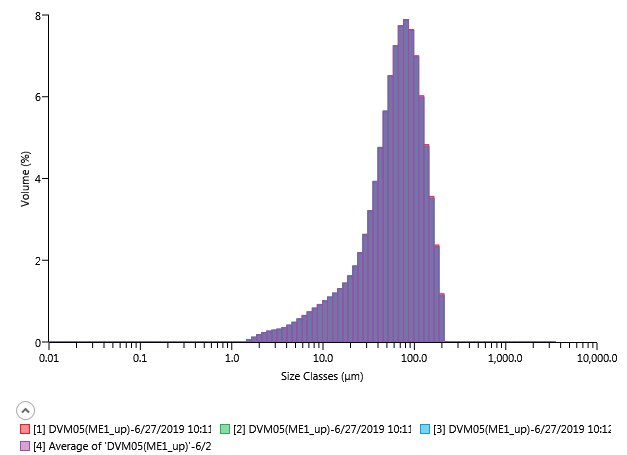 8
6
4
2
0
Volume (%)
0.01 0.1 1.0 10.0 100.0 1,000.0 10,000.0
Size Classes (µm)
[1] DVM05(ME1_up)-6/27/2019 10:11 [2] DVM05(ME1_up)-6/27/2019 10:11 [3] DVM05(ME1_up)-6/27/2019 10:12
[4] Average of 'DVM05(ME1_up)'-6/2